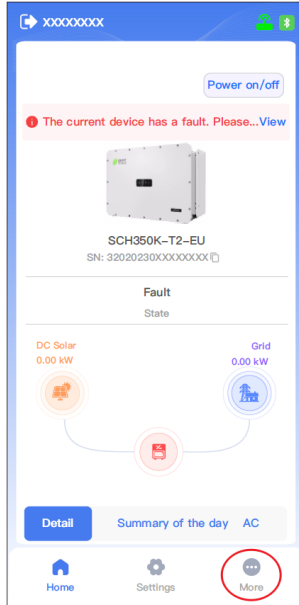 XXXXXXXX
Power on/off
The current device has a fault. Please...View
SCH350K-T2-EU
SN: 32020230XXXXXXXX
Fault
State
DC Solar
0.00 kW
Grid
0.00 kW
Detail
Summary of the day
AC
Home
Settings
More